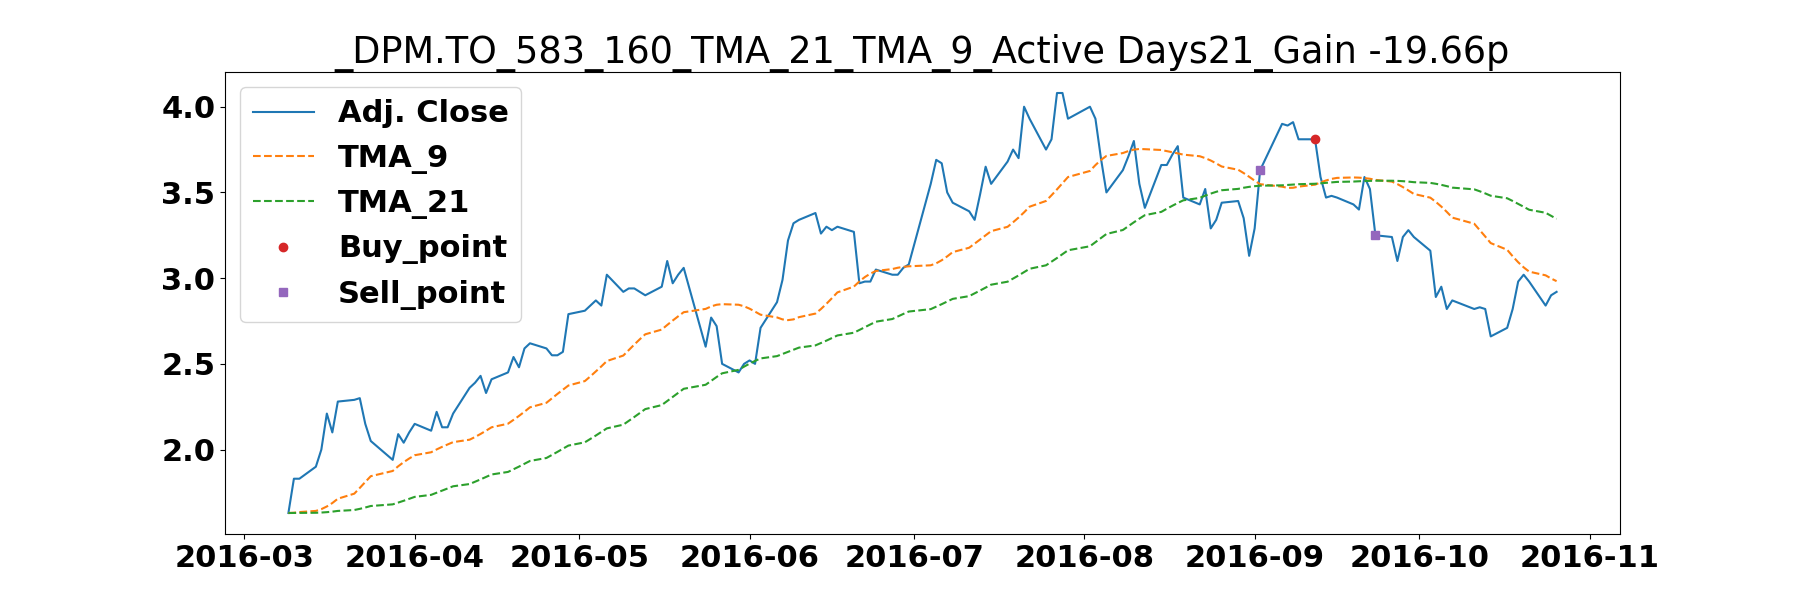 _DPM.TO_583_160_TMA_21_TMA_9_Active Days21_Gain -19.66p
Adj. Close
TMA_9
TMA_21
Buy_point
Sell_point
4.0
3.5
3.0
2.5
2.0
2016-03 2016-04 2016-05 2016-06 2016-07 2016-08 2016-09 2016-10 2016-11